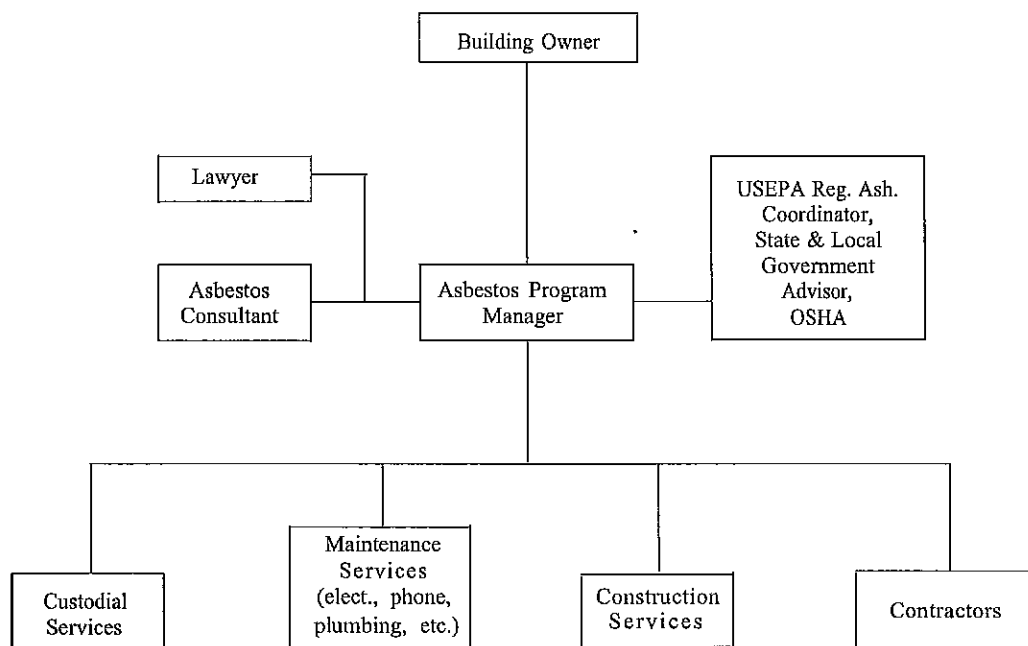 Building Owner
Lawyer
USEPA Reg. Ash.
Coordinator,
State & Local
Government
Advisor,
OSHA
Asbestos
Consultant
Asbestos Program
Manager
Custodial
Services
Maintenance
Services
(elect., phone,
plumbing, etc.)
Construction
Services
Contractors